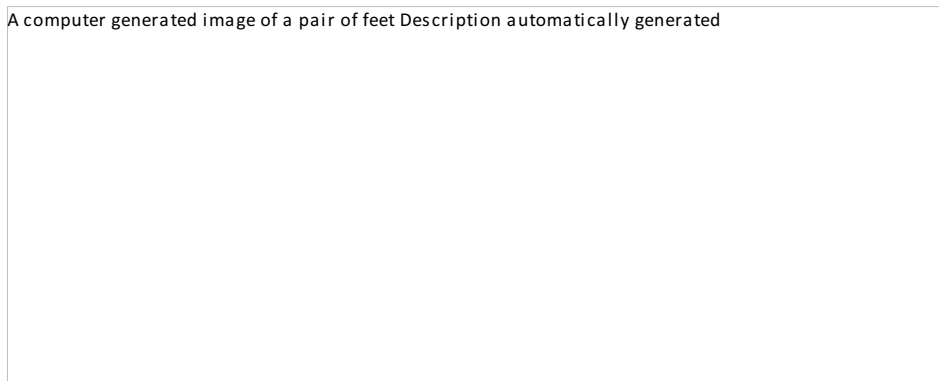 A computer generated image of a pair of feet Description automatically generated